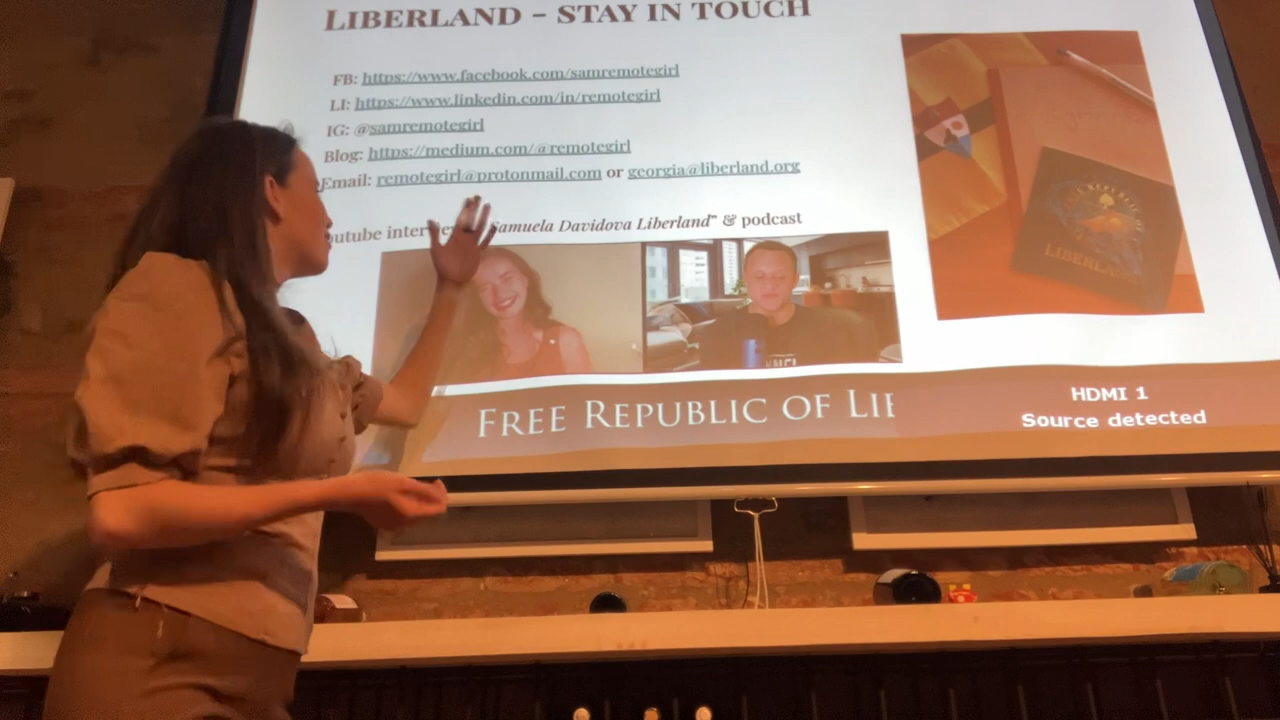 LIBERLAND – STAY IN TOUCH
FB: https://www.facebook.com/samremotegirl
LI: https://www.linkedin.com/in/remotegirl
IG: @samremotegirl
Blog: https://medium.com/@remotegirl
Email: remotegirl@protonmail.com or georgia@liberland.org
Samuela Davidova Liberland" & podcast
FREE REPUBLIC OF LIE
HDMI 1
Source detected
LIBERLA